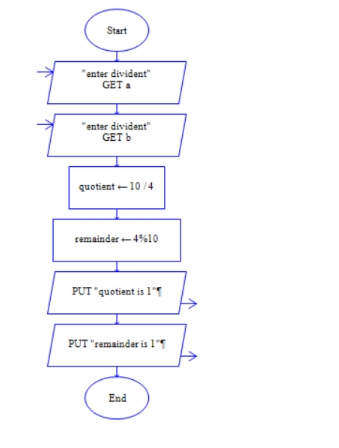 Start
"enter divident"
GET a
"enter divident"
GET b
quotient ← 10 / 4
remainder ← 4%10
PUT "quotient is 1"¶
PUT "remainder is 1"¶
End